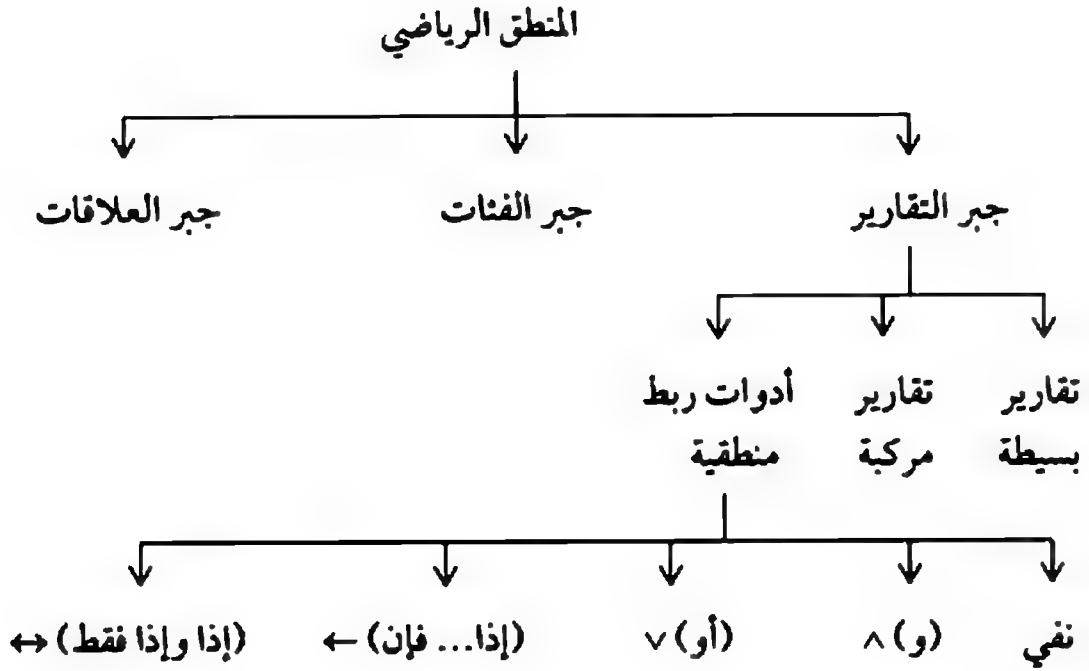 المنطق الرياضي
جبر التقارير
جبر الفئات
جبر العلاقات
تقارير
بسيطة
تقارير
مركبة
أدوات ربط
منطقية
نفي
(و) ∧
(أو) ∨
(إذا... فإن) ←
(إذا وإذا فقط) ↔